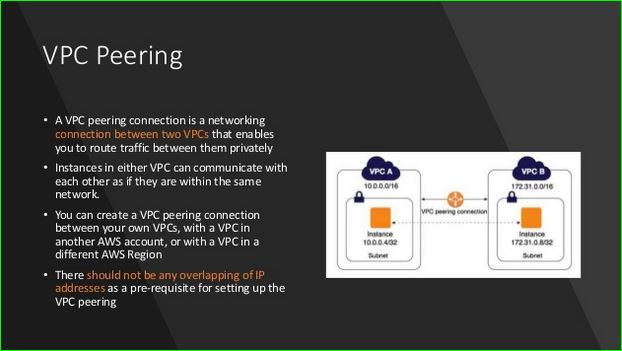 VPC Peering
• A VPC peering connection is a networking
connection between two VPCs that enables
you to route traffic between them privately
• Instances in either VPC can communicate with
each other as if they are within the same
network.
• You can create a VPC peering connection
between your own VPCs, with a VPC in
another AWS account, or with a VPC in a
different AWS Region
• There should not be any overlapping of IP
addresses as a pre-requisite for setting up the
VPC peering
VPC A
10.0.0.0/16
VPC B
172.31.0.0/16
VPC peering connection
Instance
10.0.0.4/32
Subnet
Instance
172.31.0.8/32
Subnet